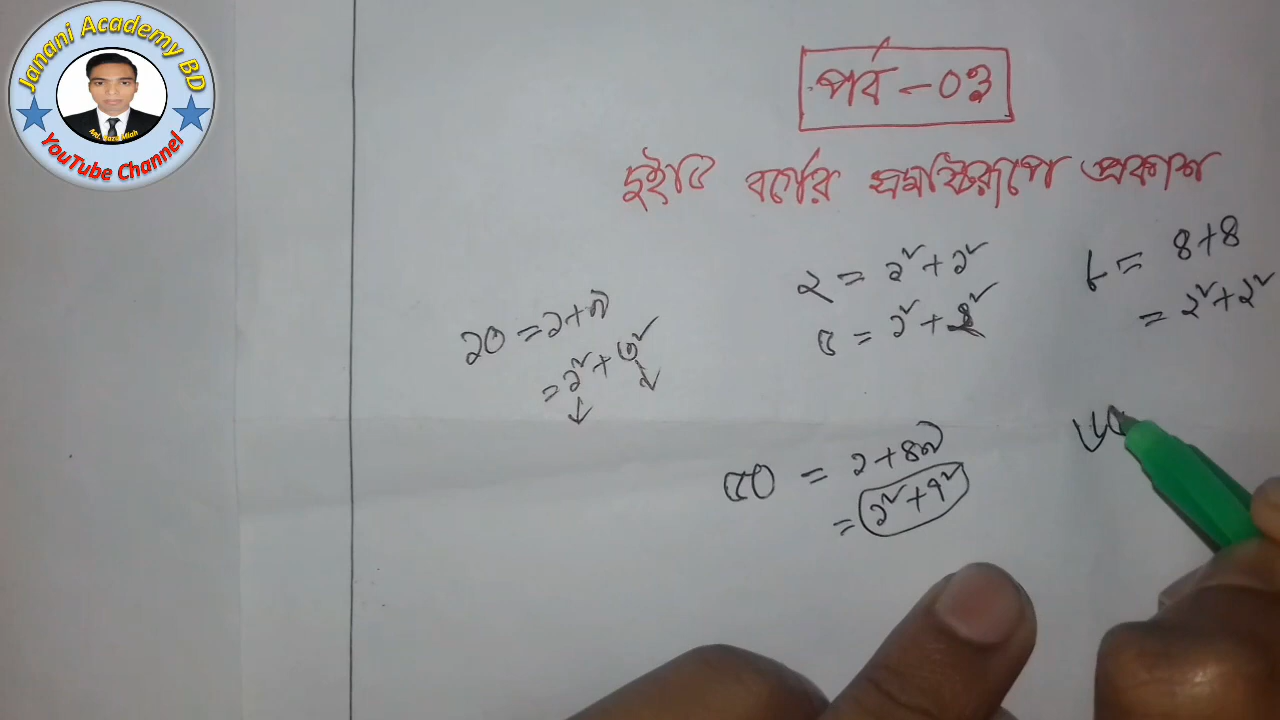 Janani Academy BD
YouTube Channel
পর্ব – ০৩
দুইটি বর্গের সমষ্টিরূপে প্রকাশ
২ = ১² + ১²
৫ = ১² + ২²
৮ = ৪+৪
= ২² + ২²
১০ = ১+৯
= ১² + ৩²
৫০ = ১ + ৪৯
= ১² + ৭²